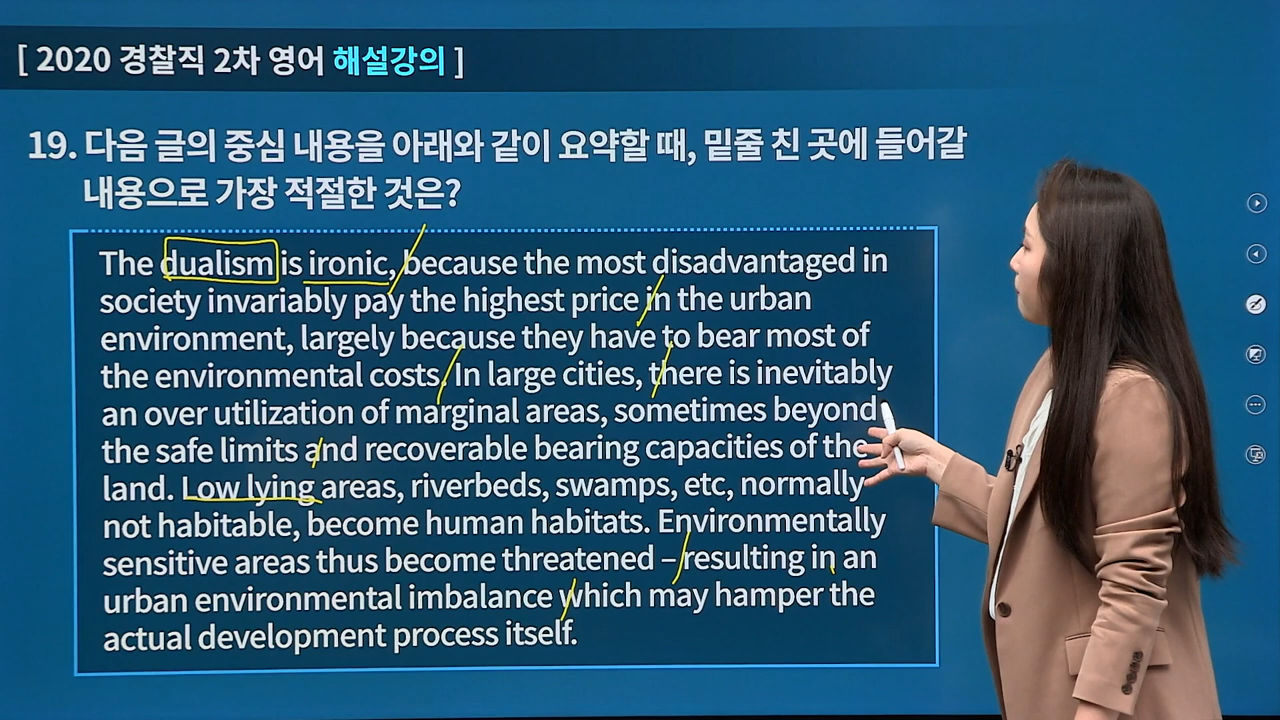 [ 2020 경찰직 2차 영어 해설강의 ]
19. 다음 글의 중심 내용을 아래와 같이 요약할 때, 밑줄 친 곳에 들어갈
내용으로 가장 적절한 것은?
The dualism is ironic, because the most disadvantaged in
society invariably pay the highest price in the urban
environment, largely because they have to bear most of
the environmental costs. In large cities, there is inevitably
an over utilization of marginal areas, sometimes beyond
the safe limits and recoverable bearing capacities of the
land. Low lying areas, riverbeds, swamps, etc, normally
not habitable, become human habitats. Environmentally
sensitive areas thus become threatened – resulting in an
urban environmental imbalance which may hamper the
actual development process itself.